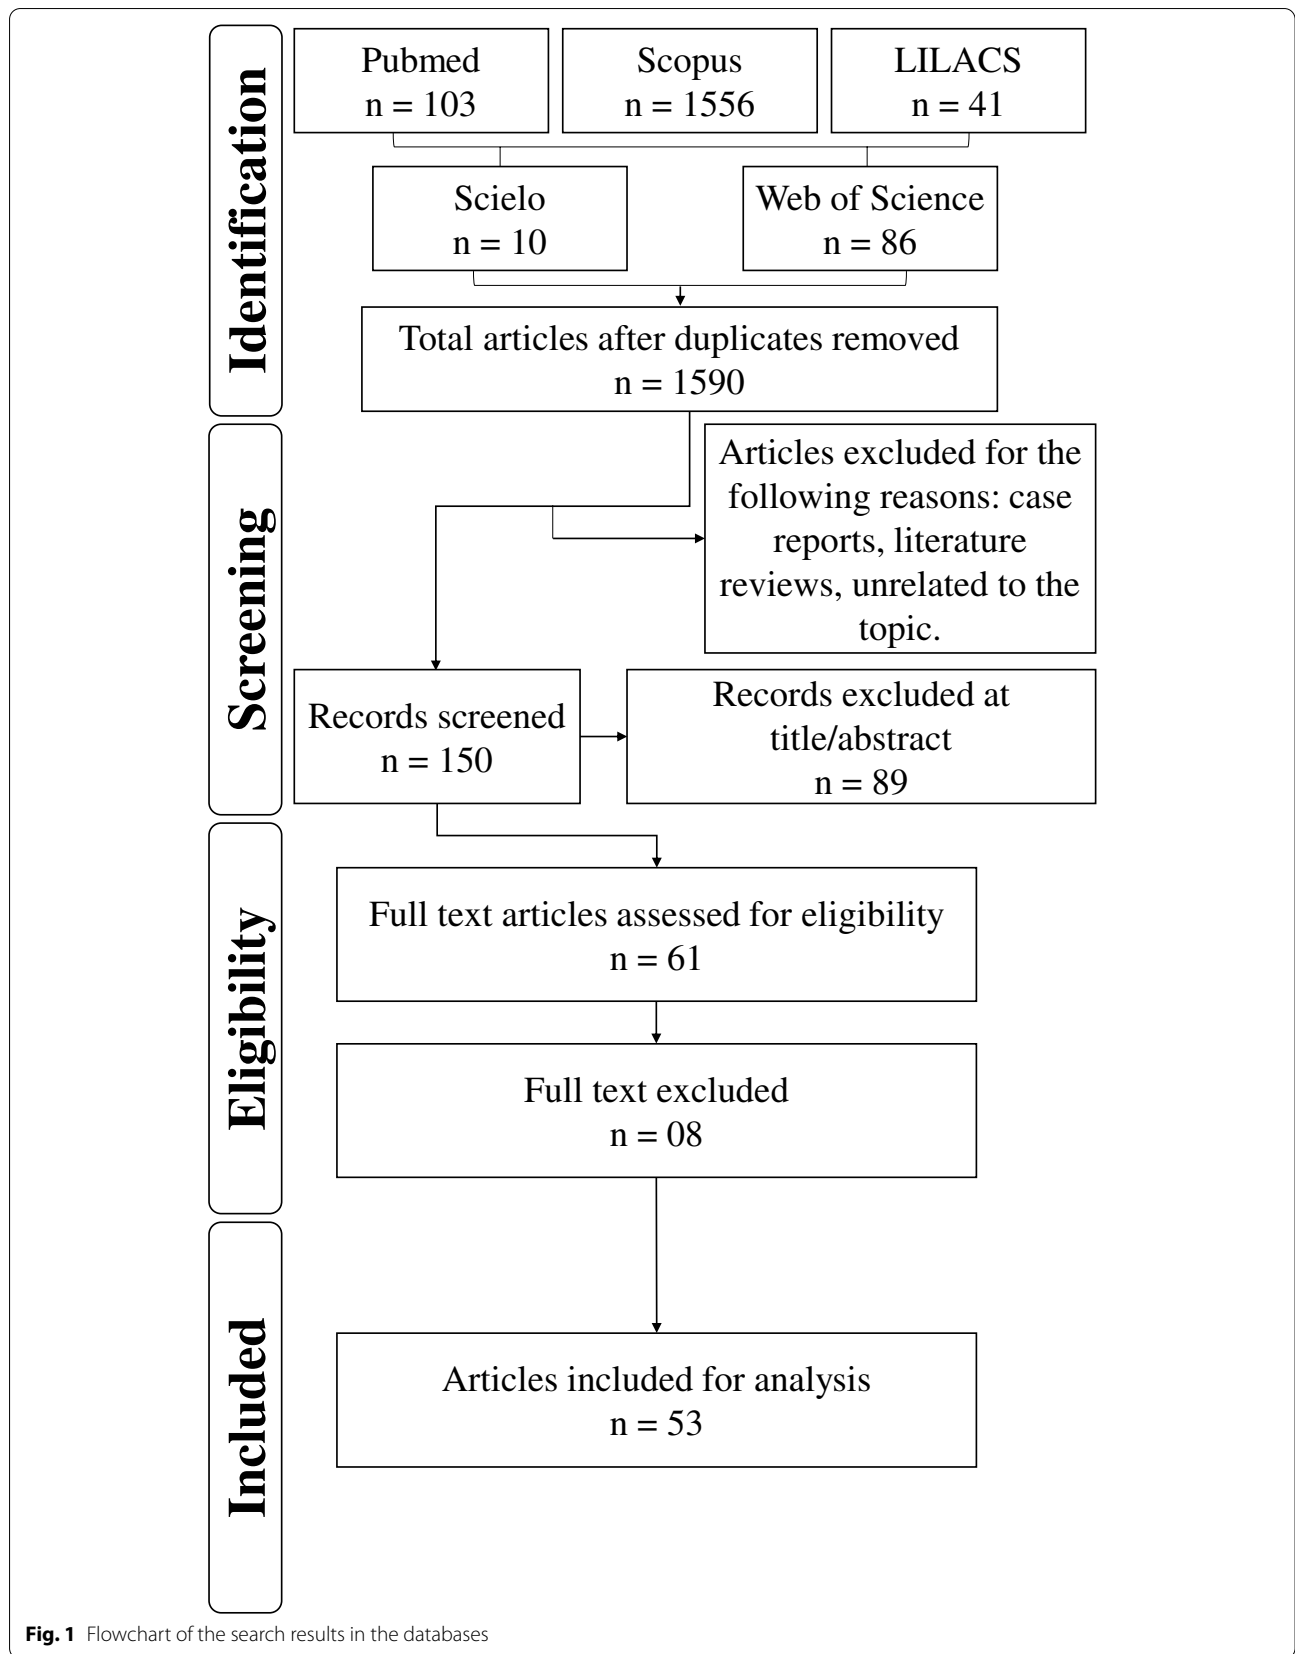 Identification
Pubmed
n = 103
Scopus
n = 1556
LILACS
n = 41
Scielo
n = 10
Web of Science
n = 86
Total articles after duplicates removed
n = 1590
Screening
Articles excluded for the
following reasons: case
reports, literature
reviews, unrelated to the
topic.
Records screened
n = 150
Records excluded at
title/abstract
n = 89
Eligibility
Full text articles assessed for eligibility
n = 61
Full text excluded
n = 08
Included
Articles included for analysis
n = 53
Fig. 1 Flowchart of the search results in the databases